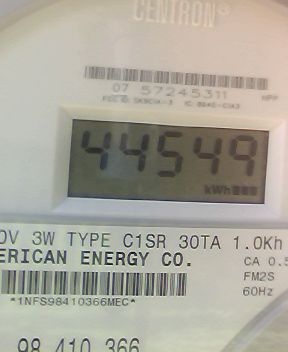 CENTRON®
07 57245311
44549
kWh
0V 3W TYPE C1SR 30TA 1.0Kh
ERICAN ENERGY CO. CA 0.5
FM2S
*1NFS98410366MEC* 60Hz
98 410 366